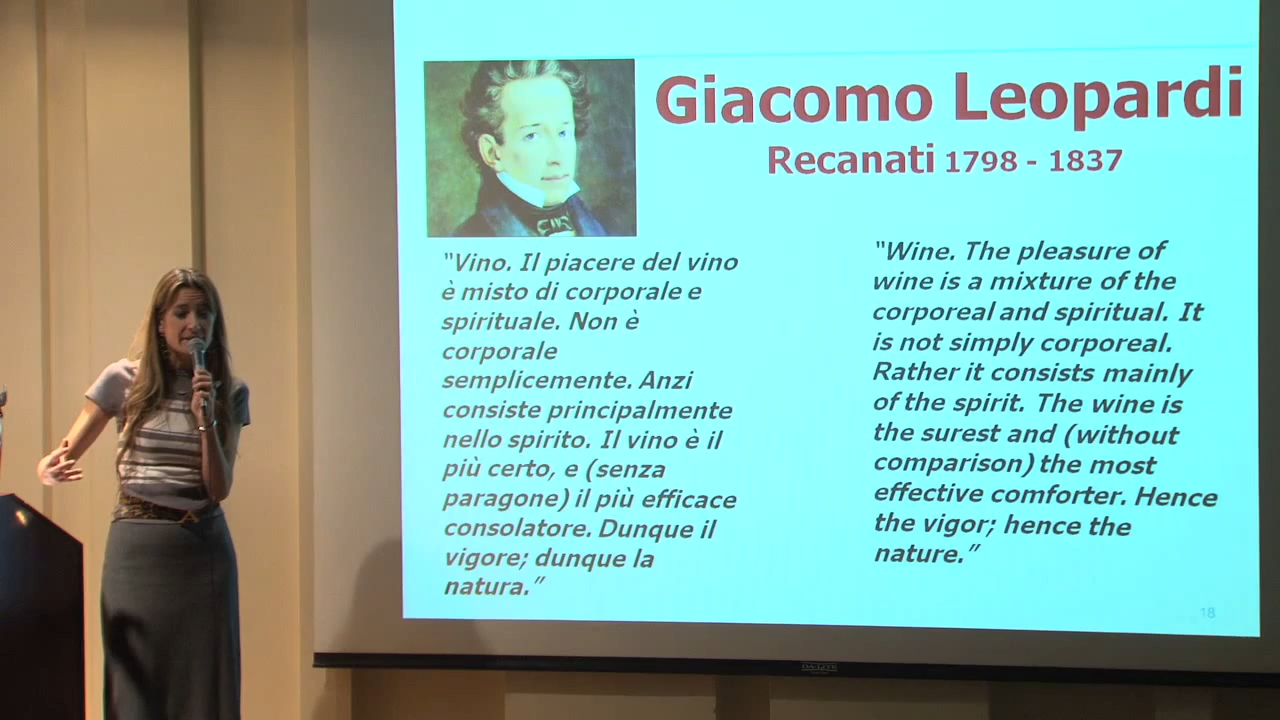 Giacomo Leopardi
Recanati 1798 - 1837
“Vino. Il piacere del vino
è misto di corporale e
spirituale. Non è
corporale
semplicemente. Anzi
consiste principalmente
nello spirito. Il vino è il
più certo, e (senza
paragone) il più efficace
consolatore. Dunque il
vigore; dunque la
natura.”
“Wine. The pleasure of
wine is a mixture of the
corporeal and spiritual. It
is not simply corporeal.
Rather it consists mainly
of the spirit. The wine is
the surest and (without
comparison) the most
effective comforter. Hence
the vigor; hence the
nature.”
18
DA-LITE